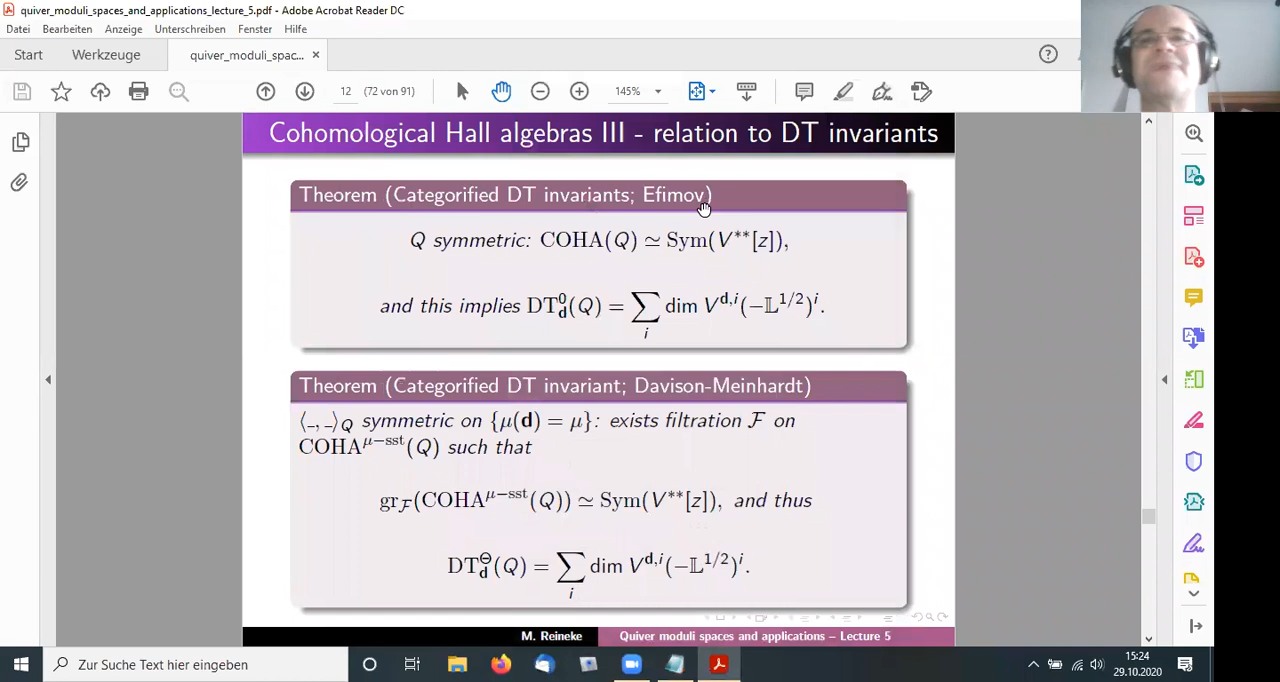 quiver_moduli_spaces_and_applications_lecture_5.pdf - Adobe Acrobat Reader DC
Datei Bearbeiten Anzeige Unterschreiben Fenster Hilfe
Start Werkzeuge quiver_moduli_spac... ×
12 (72 von 91) 145%
Cohomological Hall algebras III - relation to DT invariants
Theorem (Categorified DT invariants; Efimov)
Q symmetric: COHA(Q) ≃ Sym(V**[z]),
and this implies DT⁰_d(Q) = ∑_i dim V^{d,i}(−𝕃^{1/2})^i.
Theorem (Categorified DT invariant; Davison-Meinhardt)
⟨_, _⟩_Q symmetric on {μ(d) = μ}: exists filtration ℱ on
COHA^{μ−sst}(Q) such that
gr_ℱ(COHA^{μ−sst}(Q)) ≃ Sym(V**[z]), and thus
DT^Θ_d(Q) = ∑_i dim V^{d,i}(−𝕃^{1/2})^i.
M. Reineke Quiver moduli spaces and applications – Lecture 5
Zur Suche Text hier eingeben
15:24
29.10.2020